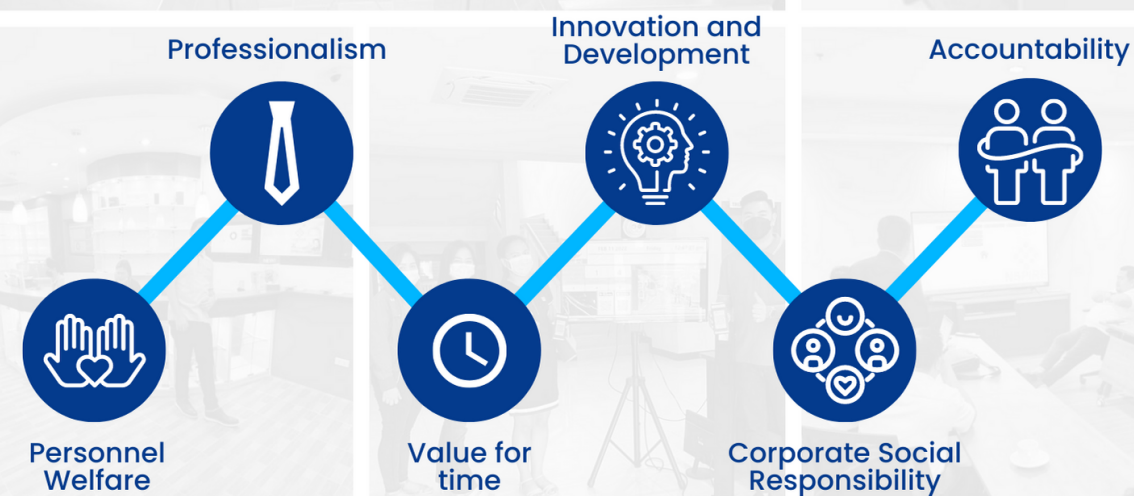 Professionalism
Innovation and
Development
Accountability
Personnel
Welfare
Value for
time
Corporate Social
Responsibility